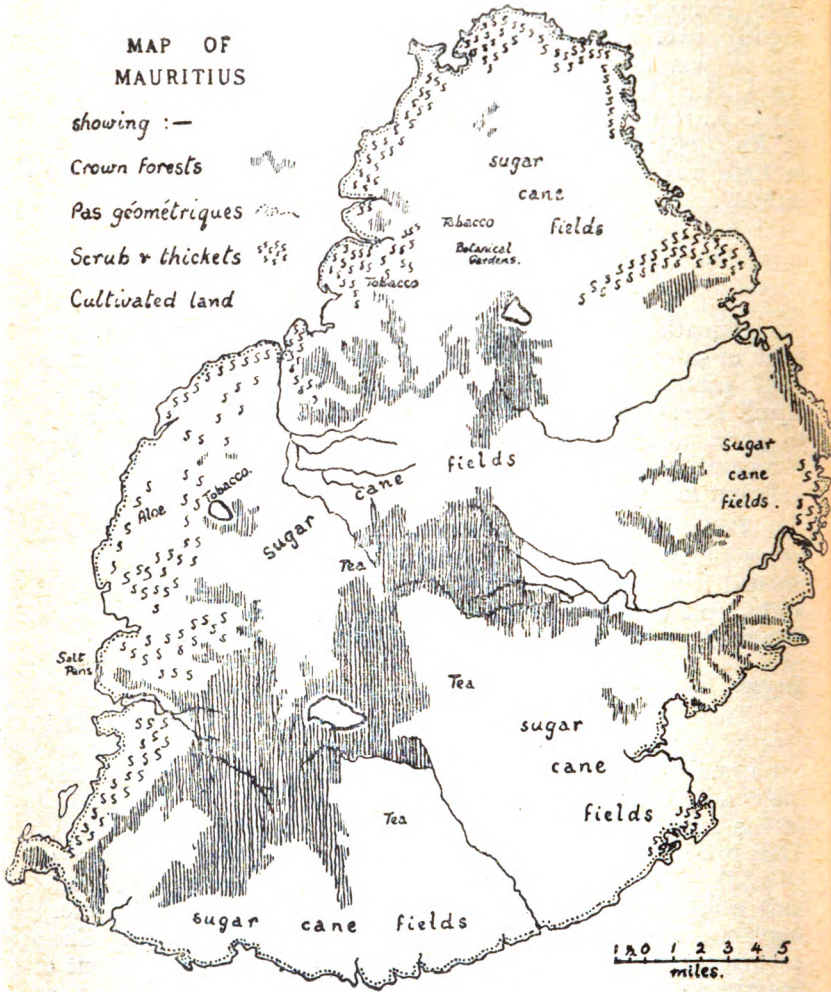 MAP OF
MAURITIUS
showing :—
Crown Forests
Pas géométriques
Scrub & thickets
Cultivated land
sugar
cane
fields
Tobacco
Botanical
Gardens.
Tobacco
fields
cane
sugar
Sugar
cane
fields.
Tobacco.
Aloe
Tea
Salt
Pans
Tea
sugar
cane
fields
Tea
sugar cane fields
1 ½ 0 1 2 3 4 5
miles.